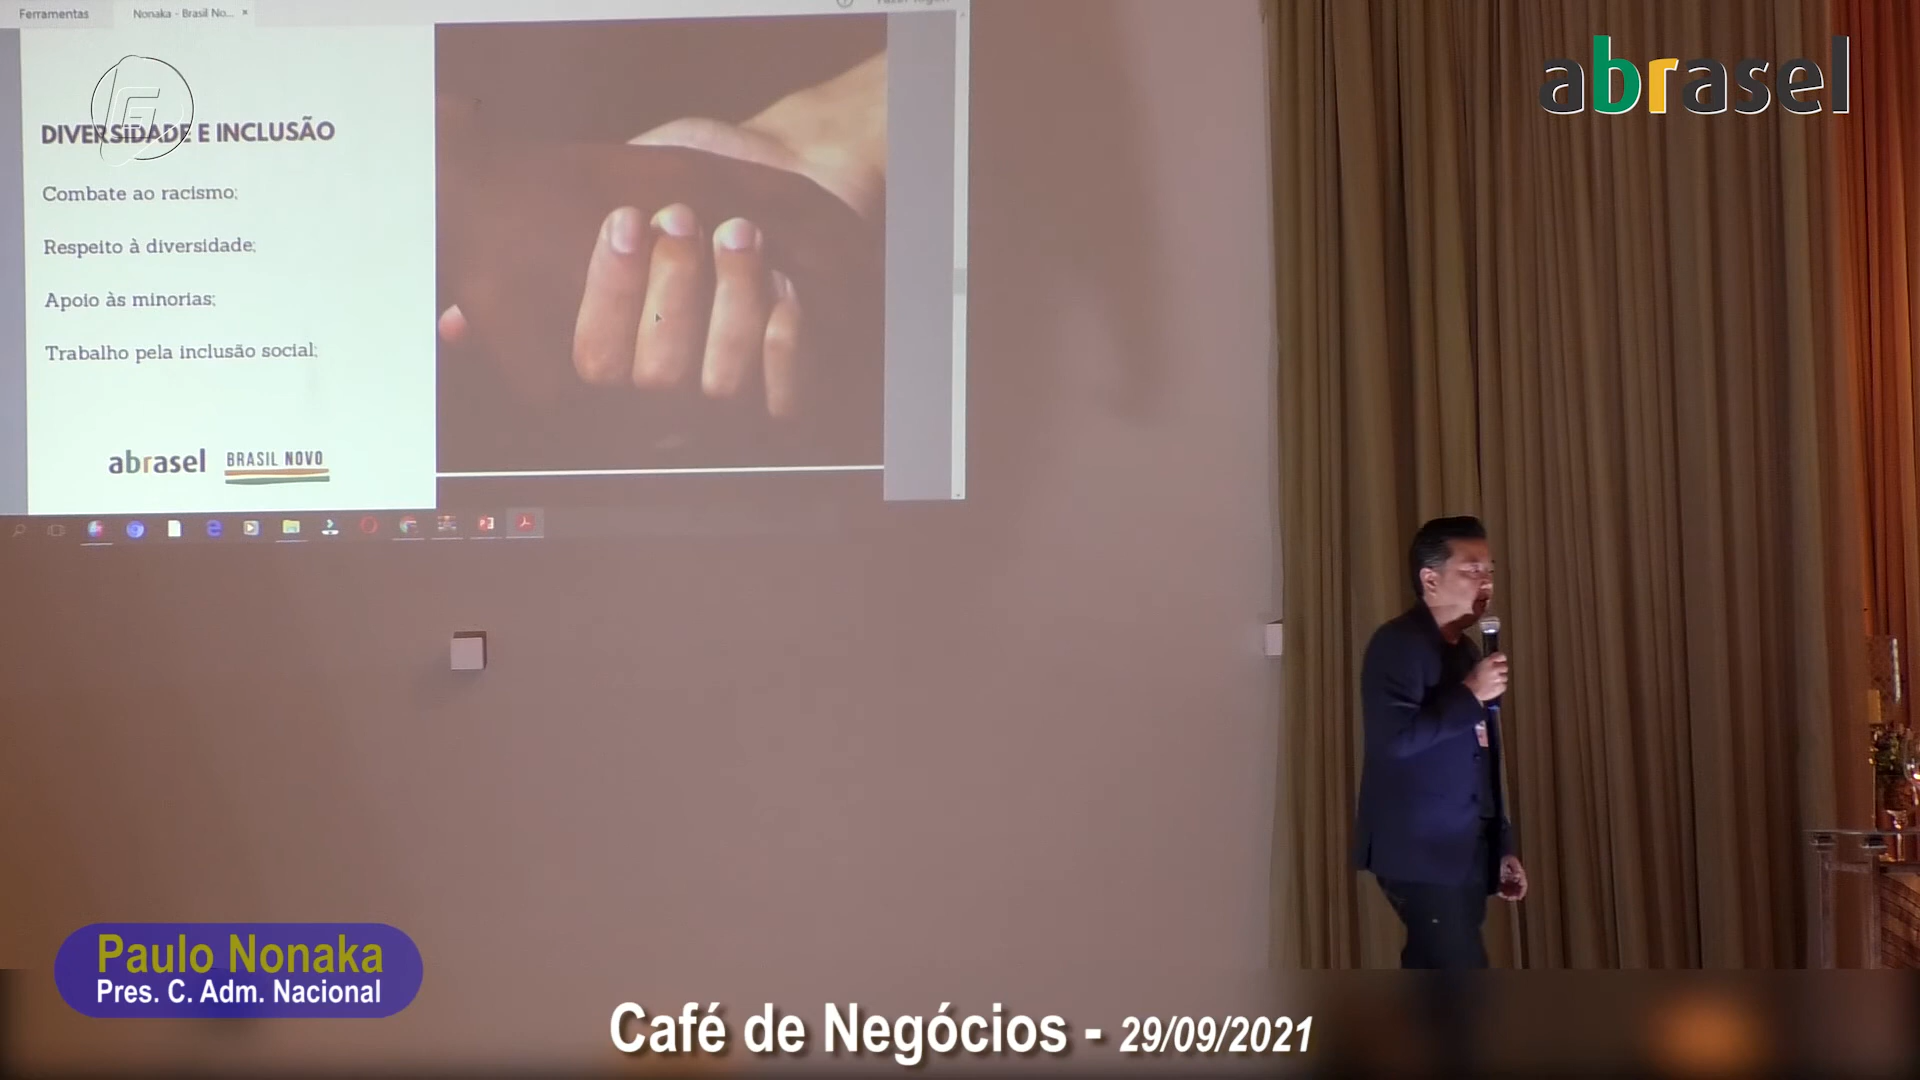 Ferramentas
Nonaka - Brasil No... ×
abrasel
DIVERSIDADE E INCLUSÃO
Combate ao racismo;
Respeito à diversidade;
Apoio às minorias;
Trabalho pela inclusão social;
abrasel
BRASIL NOVO
Paulo Nonaka
Pres. C. Adm. Nacional
Café de Negócios - 29/09/2021